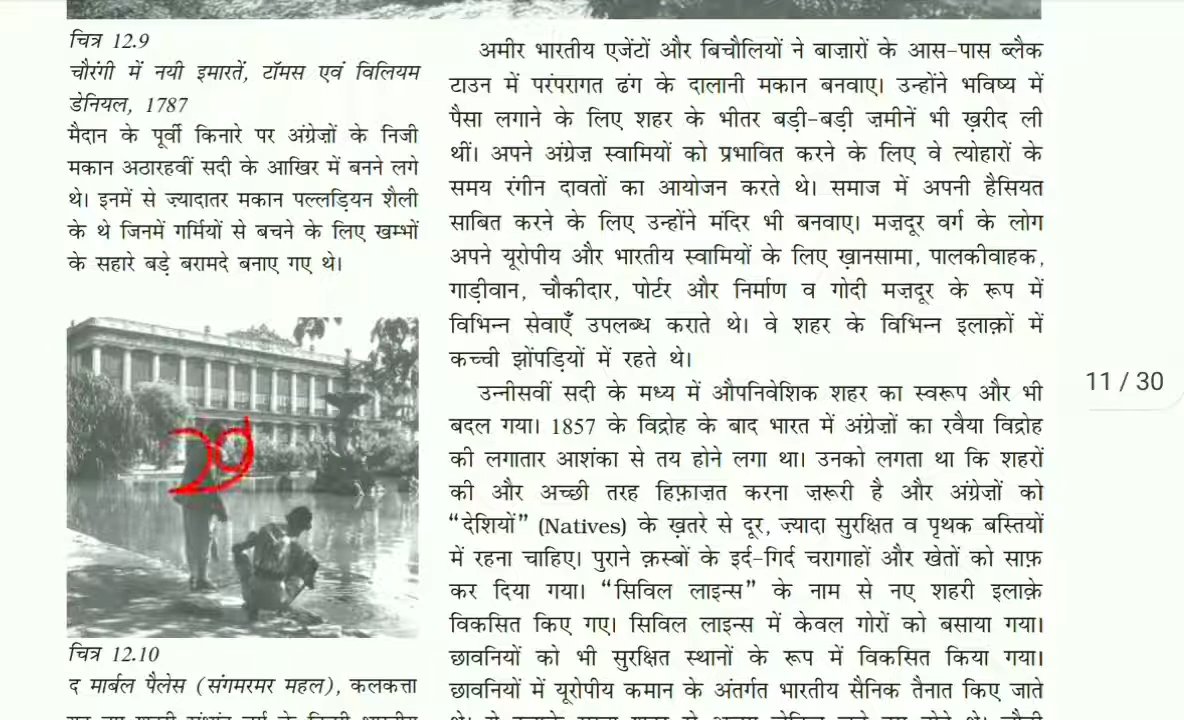 चित्र 12.9
चौरंगी में नयी इमारतें, टॉमस एवं विलियम
डेनियल, 1787
मैदान के पूर्वी किनारे पर अंग्रेज़ों के निजी
मकान अठारहवीं सदी के आखिर में बनने लगे
थे। इनमें से ज़्यादातर मकान पल्लड़ियन शैली
के थे जिनमें गर्मियों से बचने के लिए खम्भों
के सहारे बड़े बरामदे बनाए गए थे।
29
चित्र 12.10
द मार्बल पैलेस (संगमरमर महल), कलकत्ता
अमीर भारतीय एजेंटों और बिचौलियों ने बाज़ारों के आस-पास ब्लैक
टाउन में परंपरागत ढंग के दालानी मकान बनवाए। उन्होंने भविष्य में
पैसा लगाने के लिए शहर के भीतर बड़ी-बड़ी ज़मीनें भी ख़रीद ली
थीं। अपने अंग्रेज़ स्वामियों को प्रभावित करने के लिए वे त्योहारों के
समय रंगीन दावतों का आयोजन करते थे। समाज में अपनी हैसियत
साबित करने के लिए उन्होंने मंदिर भी बनवाए। मज़दूर वर्ग के लोग
अपने यूरोपीय और भारतीय स्वामियों के लिए ख़ानसामा, पालकीवाहक,
गाड़ीवान, चौकीदार, पोर्टर और निर्माण व गोदी मज़दूर के रूप में
विभिन्न सेवाएँ उपलब्ध कराते थे। वे शहर के विभिन्न इलाक़ों में
कच्ची झोंपड़ियों में रहते थे।
उन्नीसवीं सदी के मध्य में औपनिवेशिक शहर का स्वरूप और भी
बदल गया। 1857 के विद्रोह के बाद भारत में अंग्रेज़ों का रवैया विद्रोह
की लगातार आशंका से तय होने लगा था। उनको लगता था कि शहरों
की और अच्छी तरह हिफ़ाज़त करना ज़रूरी है और अंग्रेज़ों को
“देशियों” (Natives) के ख़तरे से दूर, ज़्यादा सुरक्षित व पृथक बस्तियों
में रहना चाहिए। पुराने क़स्बों के इर्द-गिर्द चरागाहों और खेतों को साफ़
कर दिया गया। “सिविल लाइन्स” के नाम से नए शहरी इलाक़े
विकसित किए गए। सिविल लाइन्स में केवल गोरों को बसाया गया।
छावनियों को भी सुरक्षित स्थानों के रूप में विकसित किया गया।
छावनियों में यूरोपीय कमान के अंतर्गत भारतीय सैनिक तैनात किए जाते
11 / 30